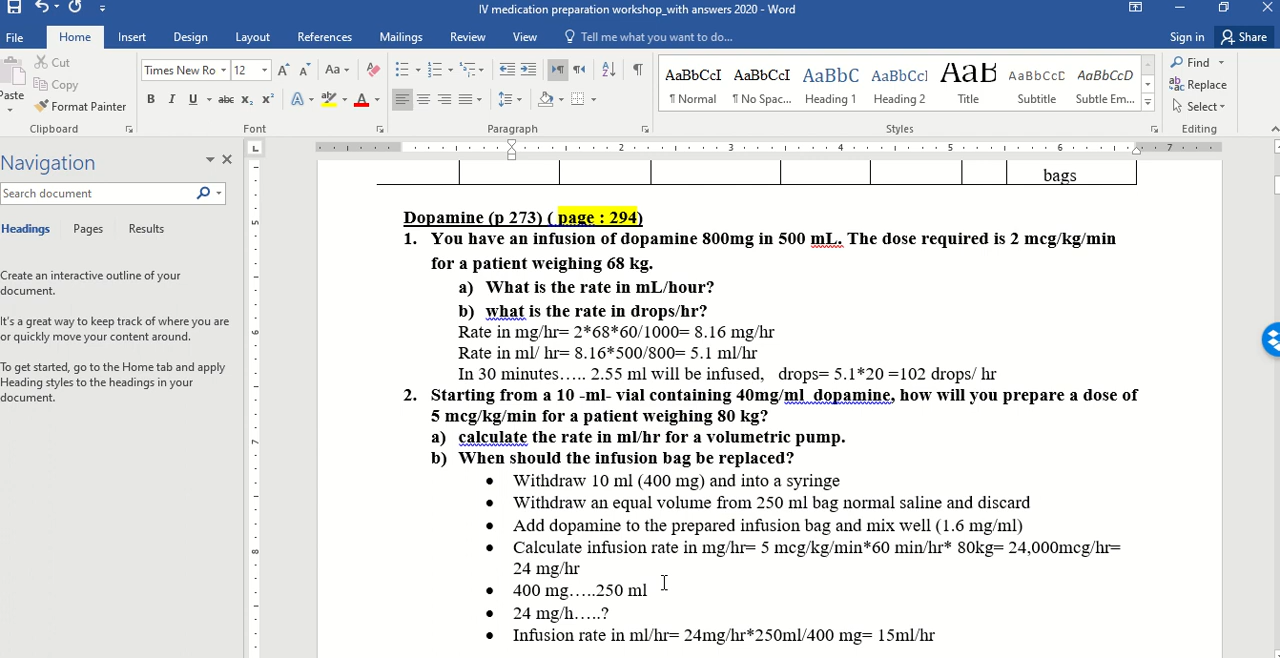 IV medication preparation workshop_with answers 2020 - Word
File Home Insert Design Layout References Mailings Review View Tell me what you want to do... Sign in Share
Cut
Copy
Paste
Format Painter
Clipboard
Times New Ro 12
Font
Paragraph
AaBbCcI AaBbCcI AaBbC AaBbCcI AaB AaBbCcC AaBbCcD
¶ Normal ¶ No Spac... Heading 1 Heading 2 Title Subtitle Subtle Em...
Styles
Find
Replace
Select
Editing
Navigation
Search document
Headings Pages Results
Create an interactive outline of your
document.
It's a great way to keep track of where you are
or quickly move your content around.
To get started, go to the Home tab and apply
Heading styles to the headings in your
document.
bags
Dopamine (p 273) ( page : 294)
1. You have an infusion of dopamine 800mg in 500 mL. The dose required is 2 mcg/kg/min
for a patient weighing 68 kg.
a) What is the rate in mL/hour?
b) what is the rate in drops/hr?
Rate in mg/hr= 2*68*60/1000= 8.16 mg/hr
Rate in ml/ hr= 8.16*500/800= 5.1 ml/hr
In 30 minutes….. 2.55 ml will be infused, drops= 5.1*20 =102 drops/ hr
2. Starting from a 10 -ml- vial containing 40mg/ml dopamine, how will you prepare a dose of
5 mcg/kg/min for a patient weighing 80 kg?
a) calculate the rate in ml/hr for a volumetric pump.
b) When should the infusion bag be replaced?
• Withdraw 10 ml (400 mg) and into a syringe
• Withdraw an equal volume from 250 ml bag normal saline and discard
• Add dopamine to the prepared infusion bag and mix well (1.6 mg/ml)
• Calculate infusion rate in mg/hr= 5 mcg/kg/min*60 min/hr* 80kg= 24,000mcg/hr=
24 mg/hr
• 400 mg…..250 ml
• 24 mg/h…..?
• Infusion rate in ml/hr= 24mg/hr*250ml/400 mg= 15ml/hr